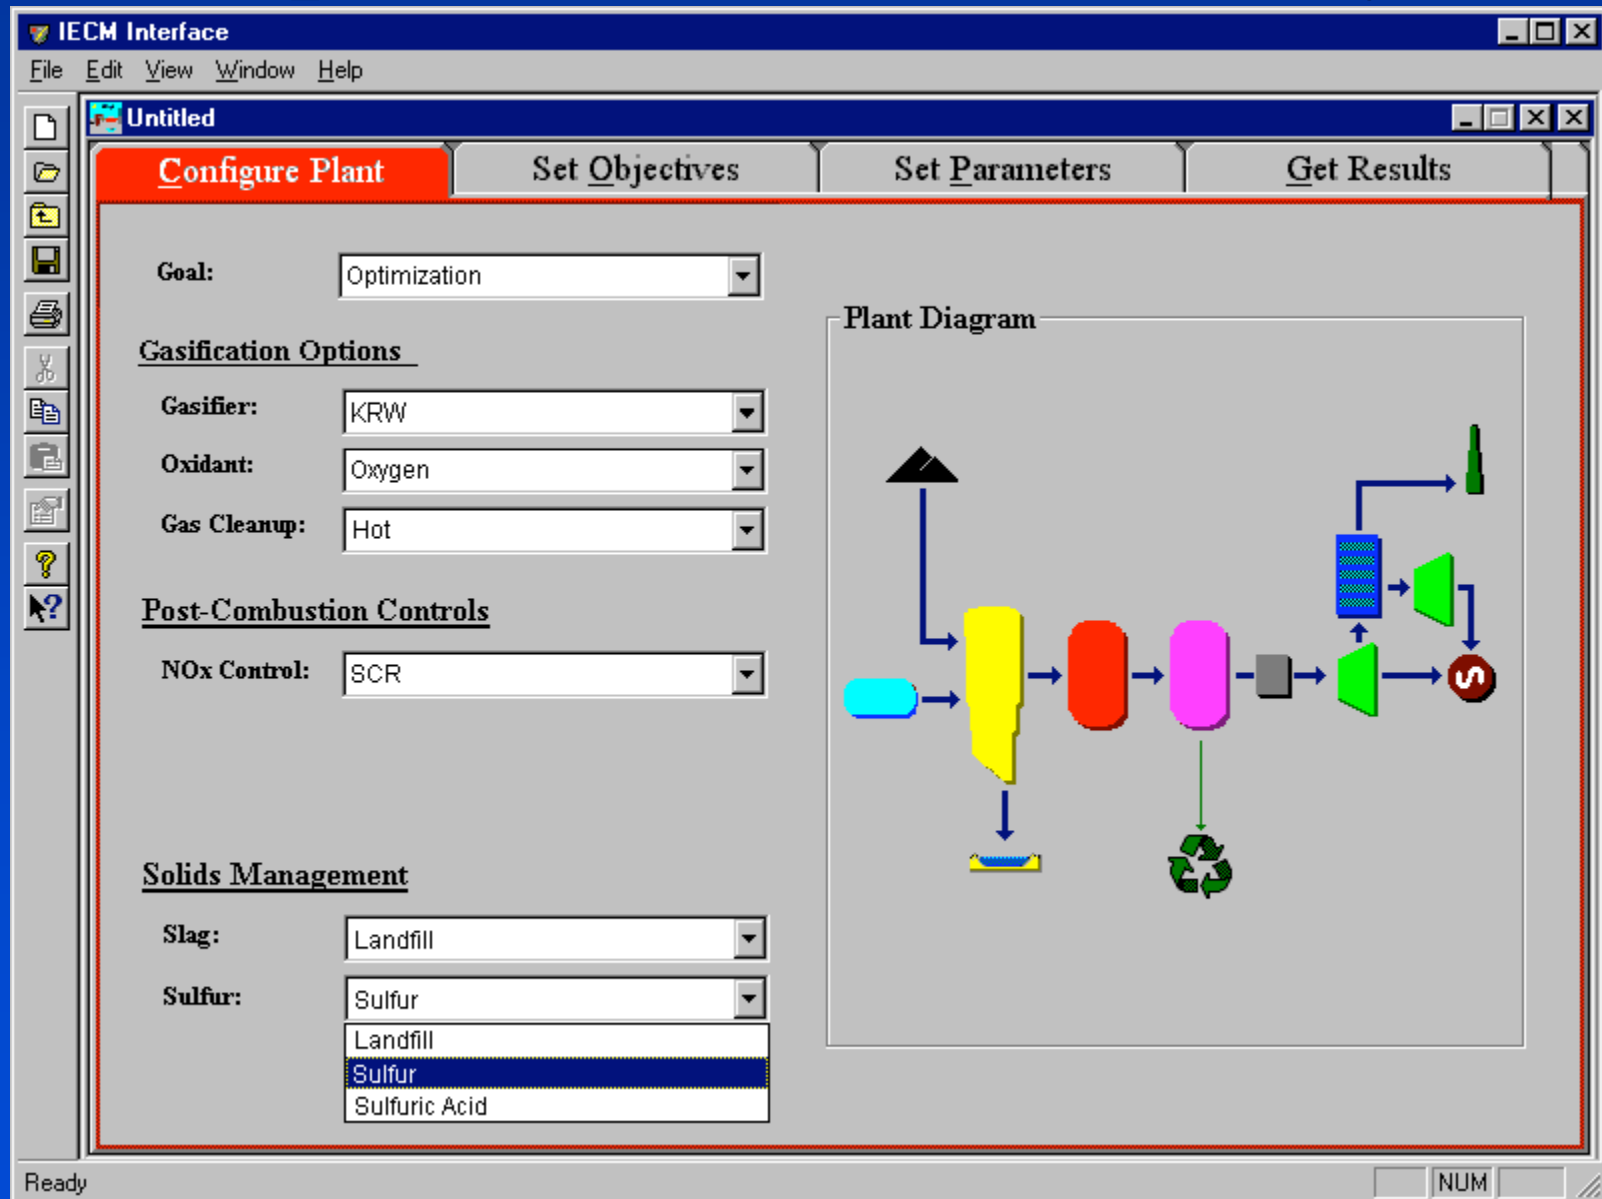 IECM Interface
File Edit View Window Help
Untitled
Configure Plant Set Objectives Set Parameters Get Results
Goal: Optimization
Plant Diagram
Gasification Options
Gasifier: KRW
Oxidant: Oxygen
Gas Cleanup: Hot
Post-Combustion Controls
NOx Control: SCR
Solids Management
Slag: Landfill
Sulfur: Sulfur
Landfill
Sulfur
Sulfuric Acid
Ready NUM